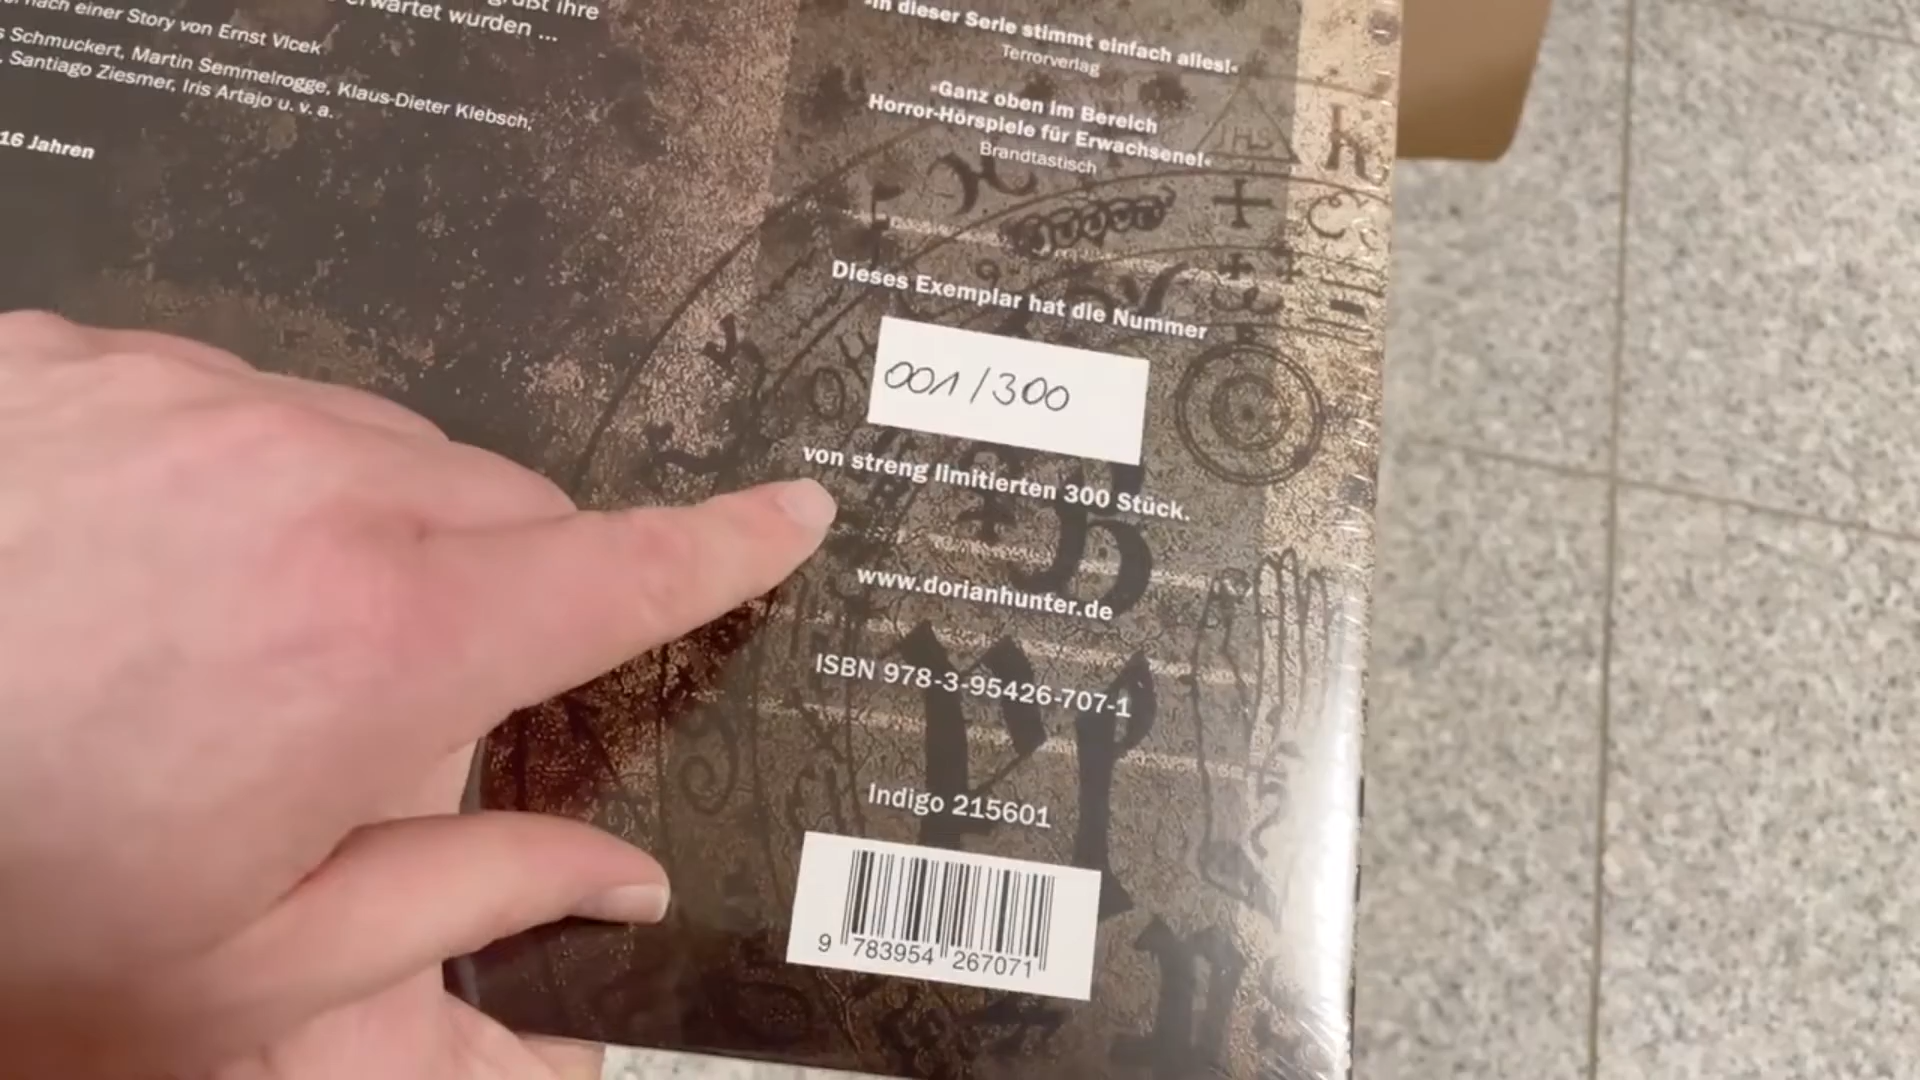 ihre
erwartet wurden ...
nach einer Story von Ernst Vlcek
Schmuckert, Martin Semmelrogge, Klaus-Dieter Klebsch,
Santiago Ziesmer, Iris Artajo u. v. a.
16 Jahren
»In dieser Serie stimmt einfach alles!«
Terrorverlag
»Ganz oben im Bereich
Horror-Hörspiele für Erwachsene!«
Brandtastisch
JHS
Dieses Exemplar hat die Nummer
001/300
von streng limitierten 300 Stück.
www.dorianhunter.de
ISBN 978-3-95426-707-1
Indigo 215601
9 783954 267071